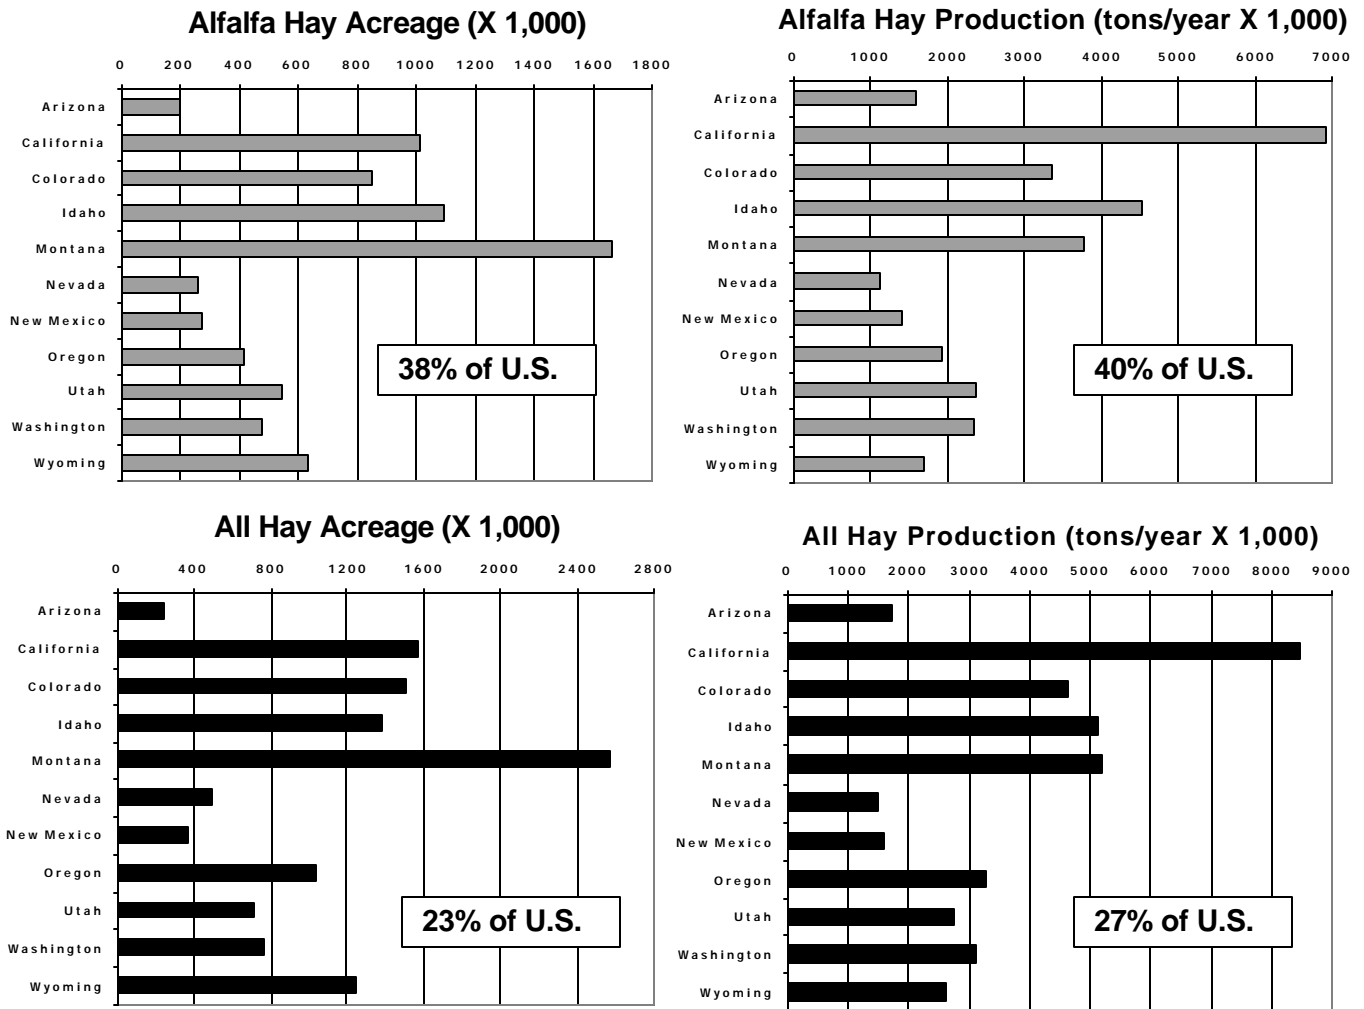 Alfalfa Hay Acreage (X 1,000)
0 200 400 600 800 1000 1200 1400 1600 1800
Arizona
California
Colorado
Idaho
Montana
Nevada
New Mexico
Oregon
Utah
Washington
Wyoming
38% of U.S.
Alfalfa Hay Production (tons/year X 1,000)
0 1000 2000 3000 4000 5000 6000 7000
Arizona
California
Colorado
Idaho
Montana
Nevada
New Mexico
Oregon
Utah
Washington
Wyoming
40% of U.S.
All Hay Acreage (X 1,000)
0 400 800 1200 1600 2000 2400 2800
Arizona
California
Colorado
Idaho
Montana
Nevada
New Mexico
Oregon
Utah
Washington
Wyoming
23% of U.S.
All Hay Production (tons/year X 1,000)
0 1000 2000 3000 4000 5000 6000 7000 8000 9000
Arizona
California
Colorado
Idaho
Montana
Nevada
New Mexico
Oregon
Utah
Washington
Wyoming
27% of U.S.